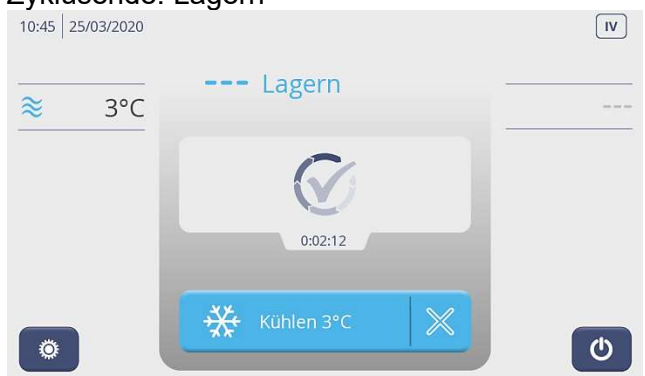 Zyklusende: Lagern
10:45 25/03/2020
IV
--- Lagern
3°C
---
0:02:12
Kühlen 3°C